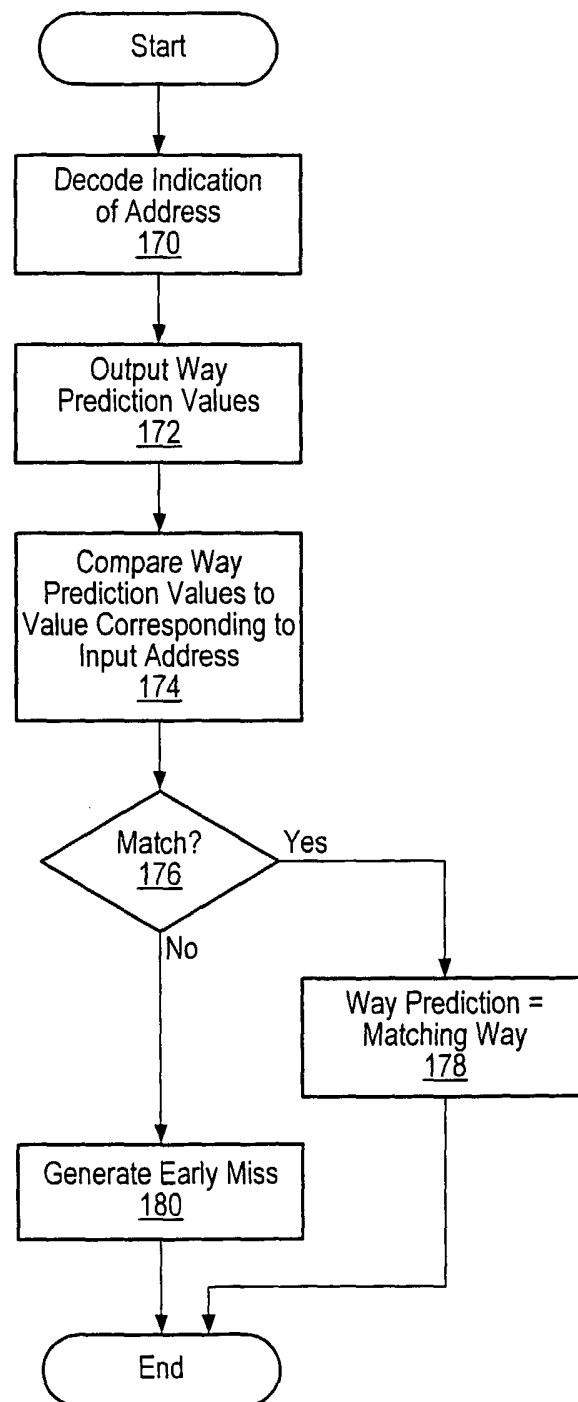 Start
Decode Indication
of Address
170
Output Way
Prediction Values
172
Compare Way
Prediction Values to
Value Corresponding to
Input Address
174
Match?
176
Yes
No
Way Prediction =
Matching Way
178
Generate Early Miss
180
End